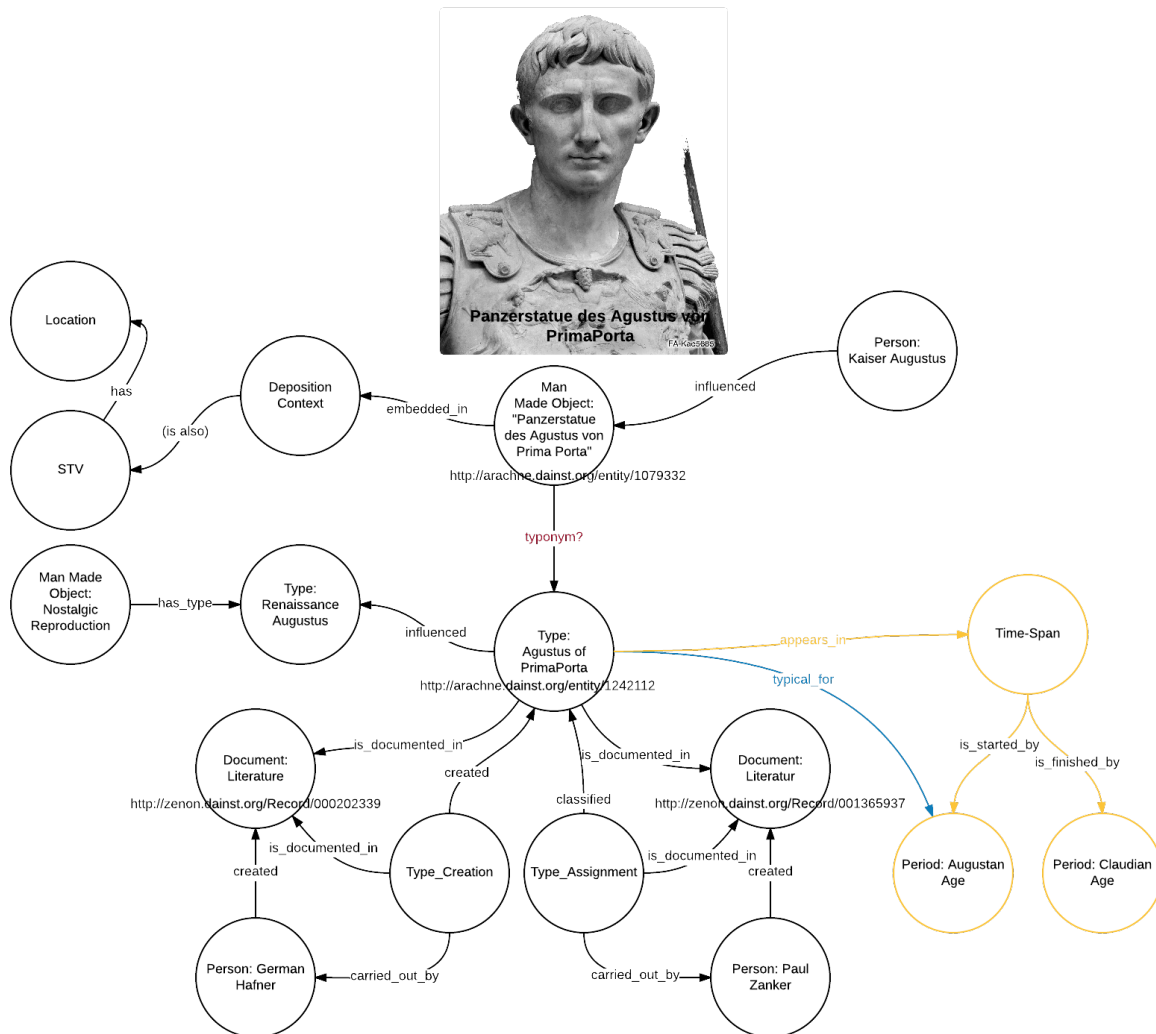 Panzerstatue des Agustus von
PrimaPorta
FA-Kae5685
Location
Person:
Kaiser Augustus
has
Deposition
Context
embedded_in
Man
Made Object:
"Panzerstatue
des Agustus von
Prima Porta"
influenced
(is also)
STV
http://arachne.dainst.org/entity/1079332
typonym?
Man Made
Object:
Nostalgic
Reproduction
has_type
Type:
Renaissance
Augustus
influenced
Type:
Agustus of
PrimaPorta
http://arachne.dainst.org/entity/1242112
appears_in
Time-Span
typical_for
is_started_by
is_finished_by
Document:
Literature
http://zenon.dainst.org/Record/000202339
is_documented_in
created
classified
is_documented_in
Document:
Literatur
http://zenon.dainst.org/Record/001365937
is_documented_in
created
Type_Creation
Type_Assignment
is_documented_in
created
Period: Augustan
Age
Period: Claudian
Age
Person: German
Hafner
carried_out_by
carried_out_by
Person: Paul
Zanker